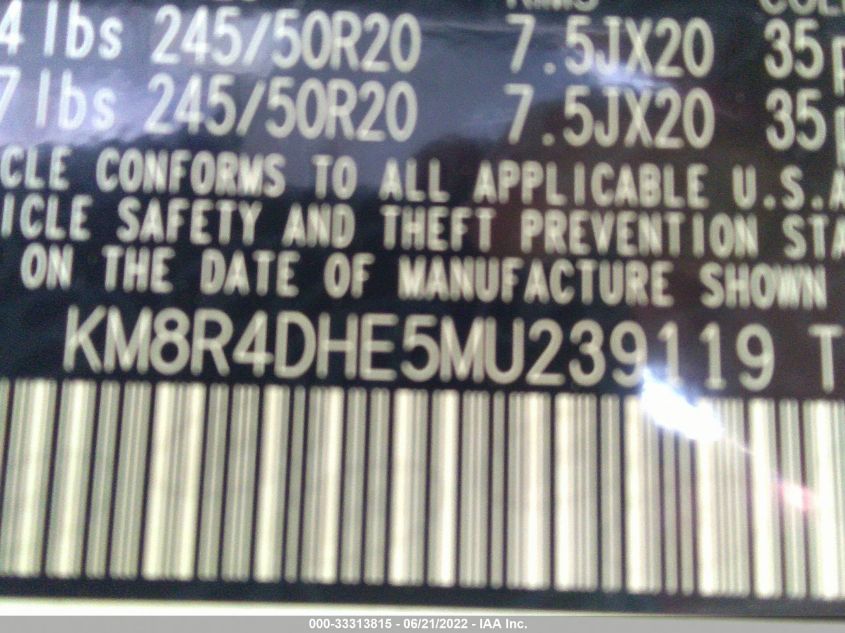 4 lbs 245/50R20 7.5JX20 35
7 lbs 245/50R20 7.5JX20 35
CLE CONFORMS TO ALL APPLICABLE U.S.A
ICLE SAFETY AND THEFT PREVENTION STA
ON THE DATE OF MANUFACTURE SHOWN
KM8R4DHE5MU239119 T
000-33313815 - 06/21/2022 - IAA Inc.